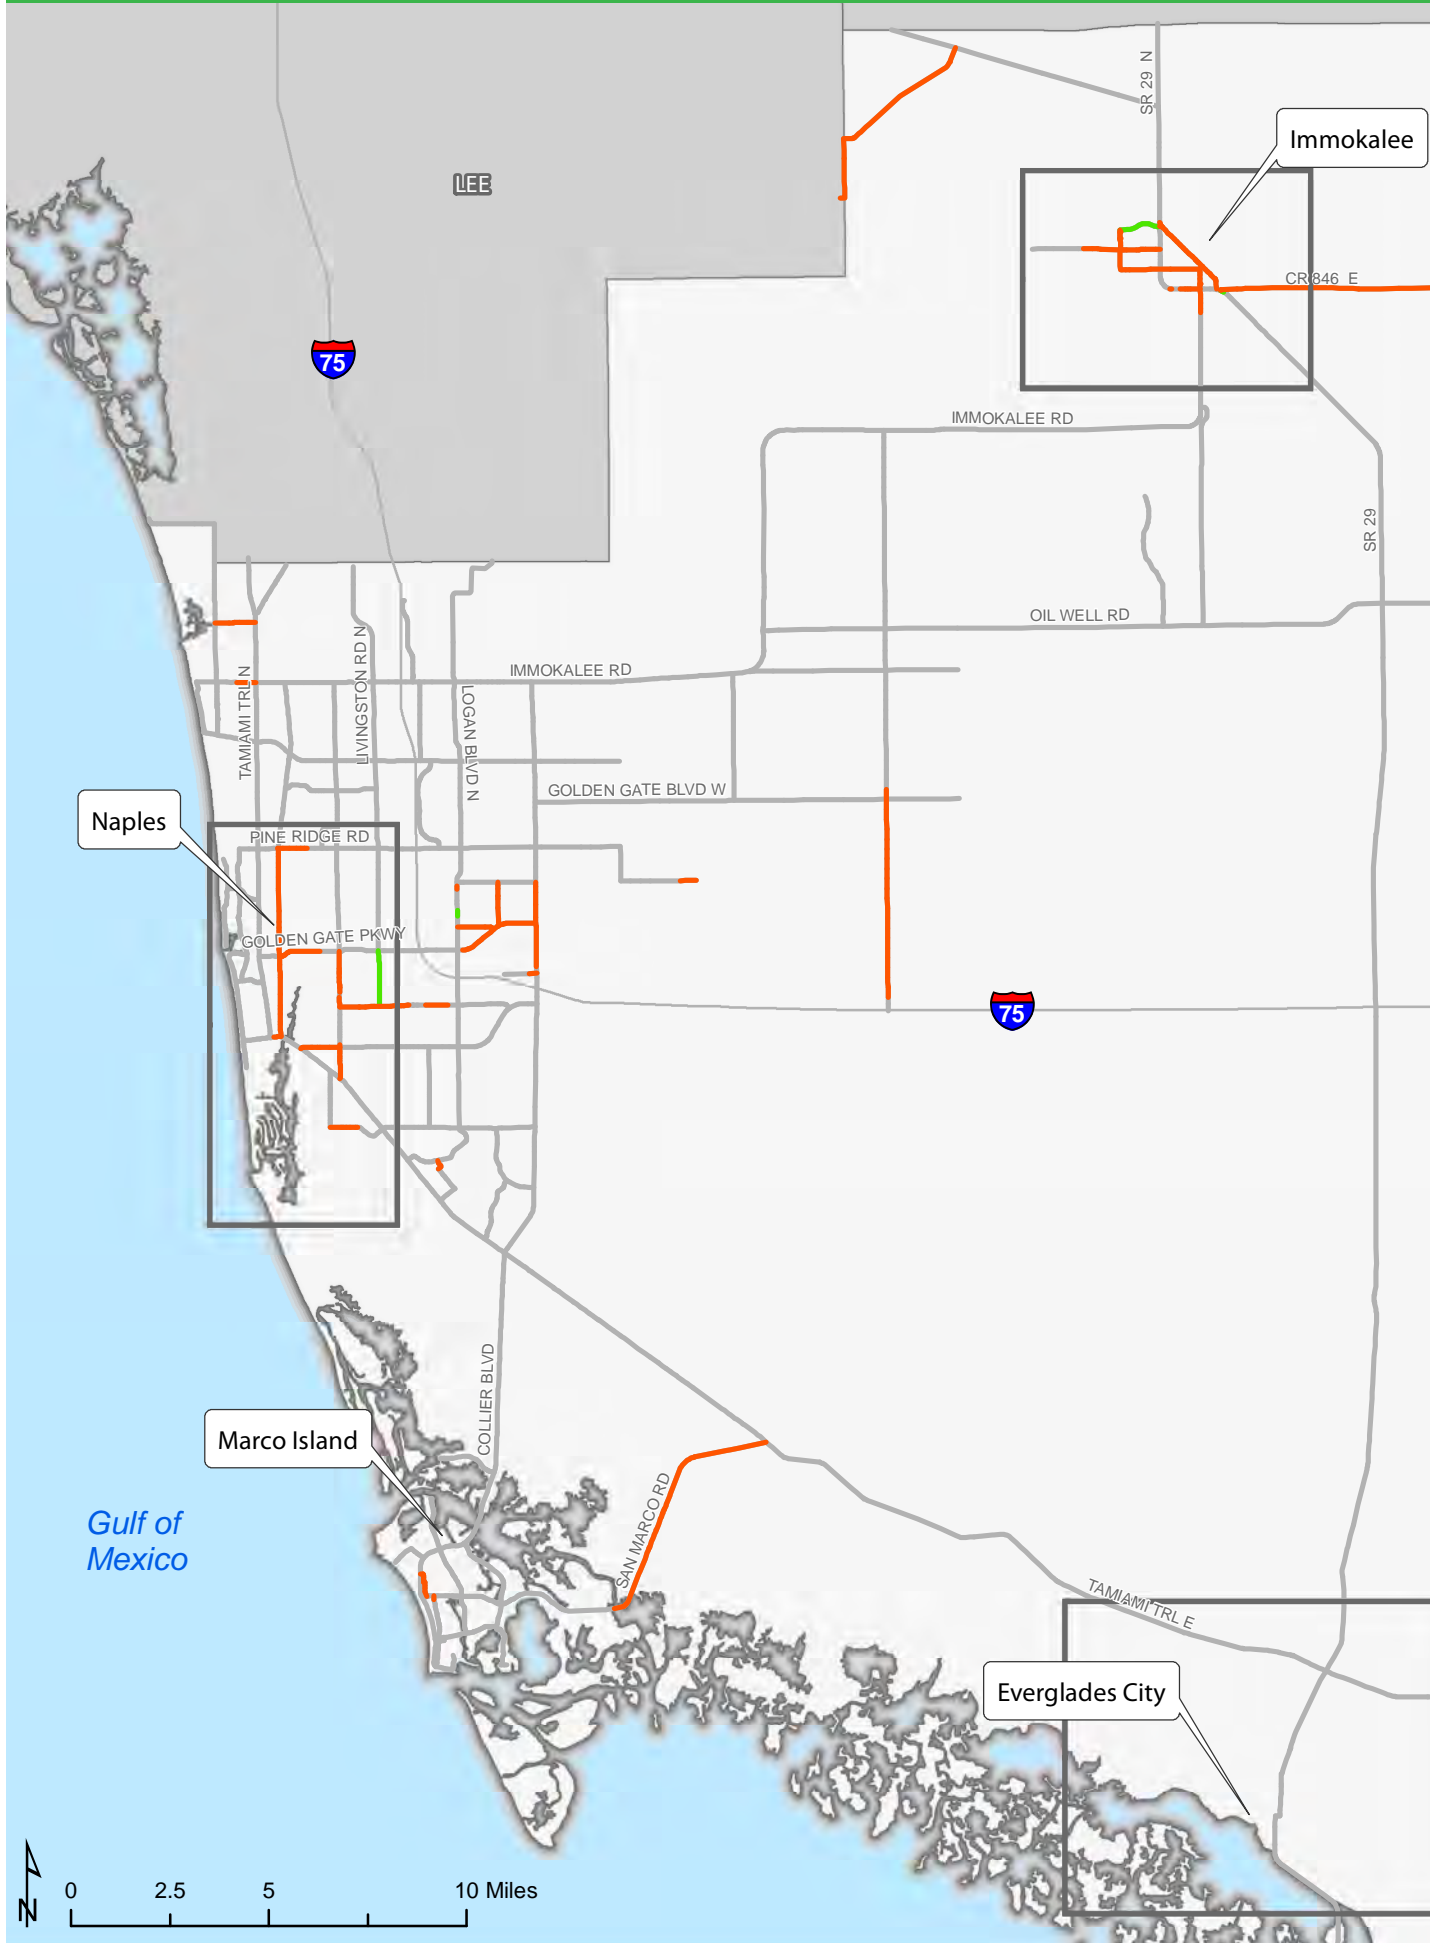 SR 29 N
Immokalee
LEE
CR 846 E
75
IMMOKALEE RD
SR 29
OIL WELL RD
LIVINGSTON RD N
IMMOKALEE RD
TAMIAMI TRL N
LOGAN BLVD N
GOLDEN GATE BLVD W
Naples
PINE RIDGE RD
GOLDEN GATE PKWY
75
COLLIER BLVD
Marco Island
SAN MARCO RD
Gulf of
Mexico
TAMIAMI TRL E
Everglades City
N
0 2.5 5 10 Miles